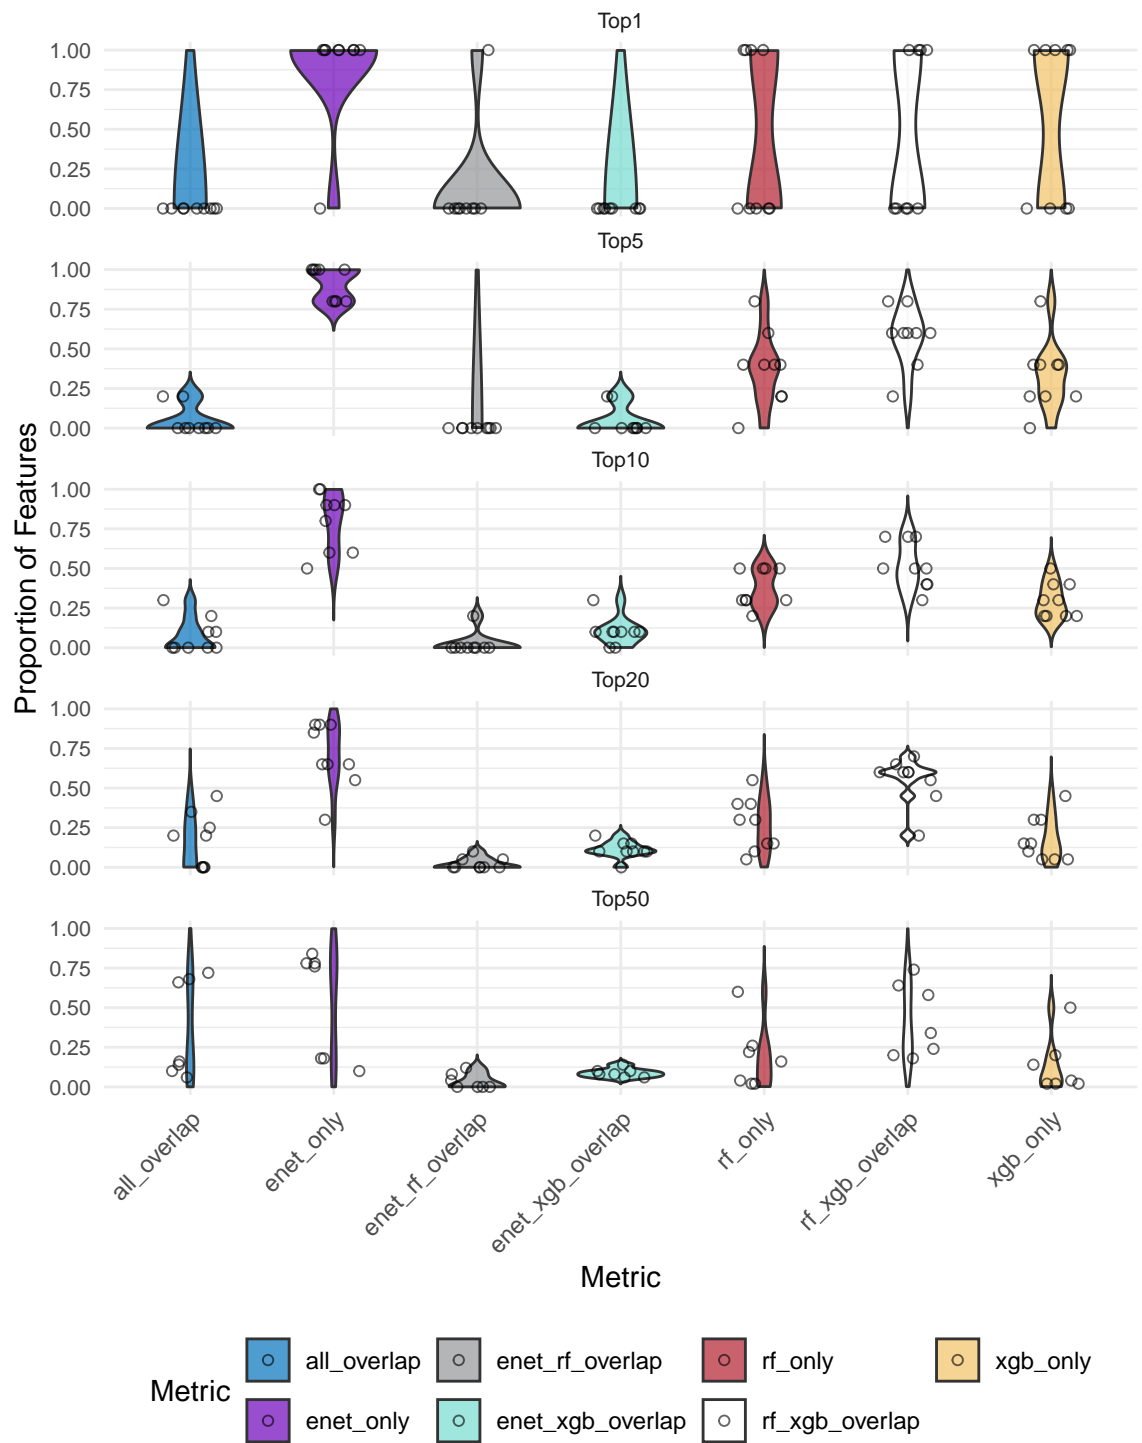 Top1
1.00
0.75
0.50
0.25
0.00
Top5
1.00
0.75
0.50
0.25
0.00
Top10
1.00
0.75
0.50
0.25
0.00
Top20
1.00
0.75
0.50
0.25
0.00
Top50
1.00
0.75
0.50
0.25
0.00
Proportion of Features
all_overlap
enet_only
enet_rf_overlap
enet_xgb_overlap
rf_only
rf_xgb_overlap
xgb_only
Metric
Metric
all_overlap
enet_rf_overlap
rf_only
xgb_only
enet_only
enet_xgb_overlap
rf_xgb_overlap